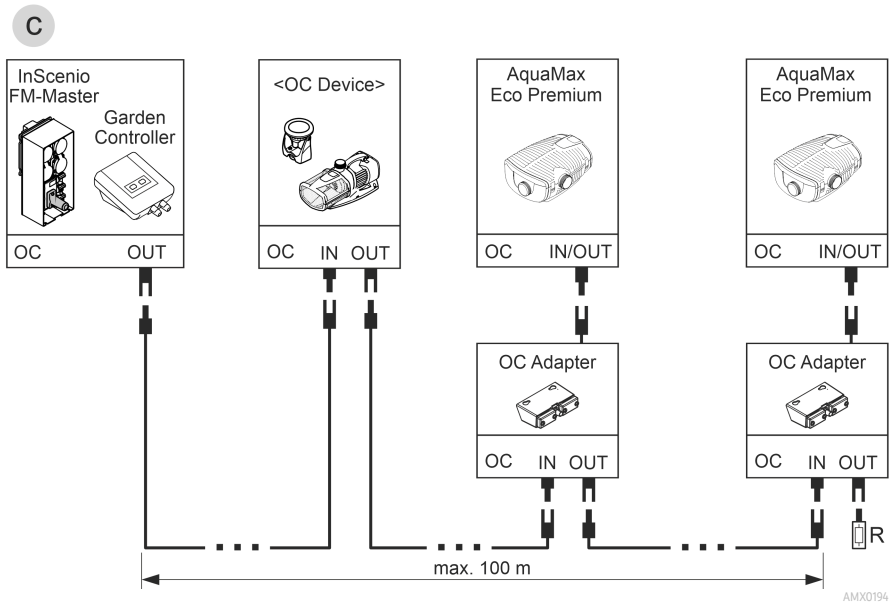 C
InScenio
FM-Master
Garden
Controller
OC OUT
<OC Device>
OC IN OUT
AquaMax
Eco Premium
OC IN/OUT
AquaMax
Eco Premium
OC IN/OUT
OC Adapter
OC IN OUT
OC Adapter
OC IN OUT
R
max. 100 m
AMX0194